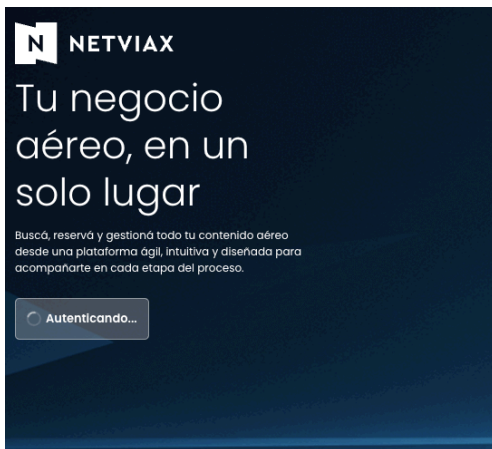 N NETVIAX
Tu negocio
aéreo, en un
solo lugar
Buscá, reservá y gestioná todo tu contenido aéreo
desde una plataforma ágil, intuitiva y diseñada para
acompañarte en cada etapa del proceso.
Autenticando...